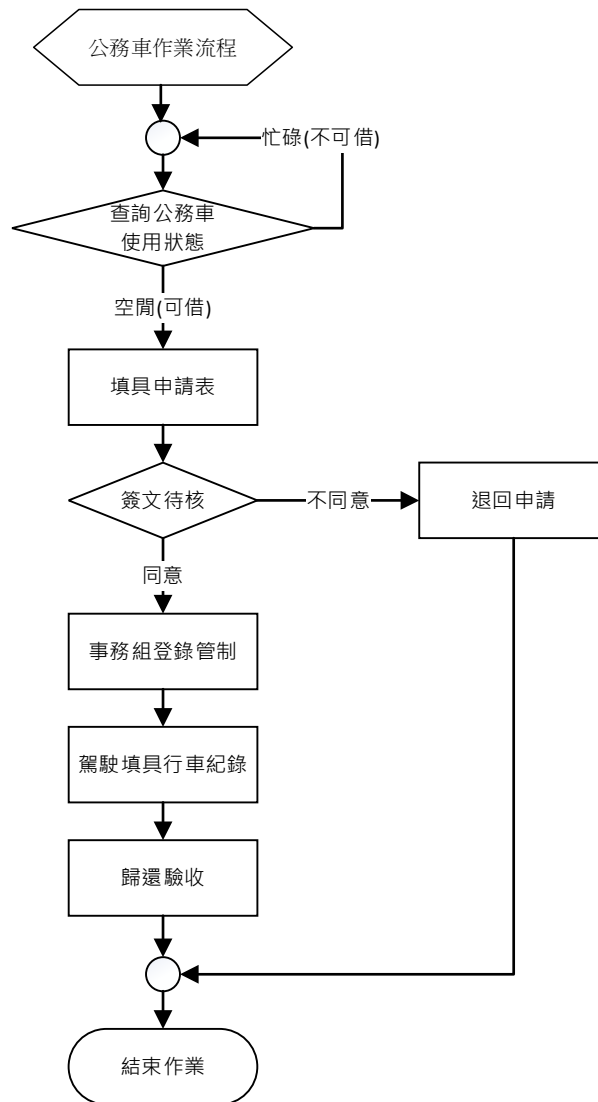 公務車作業流程
忙碌(不可借)
查詢公務車
使用狀態
空閒(可借)
填具申請表
簽文待核
不同意
退回申請
同意
事務組登錄管制
駕駛填具行車紀錄
歸還驗收
結束作業